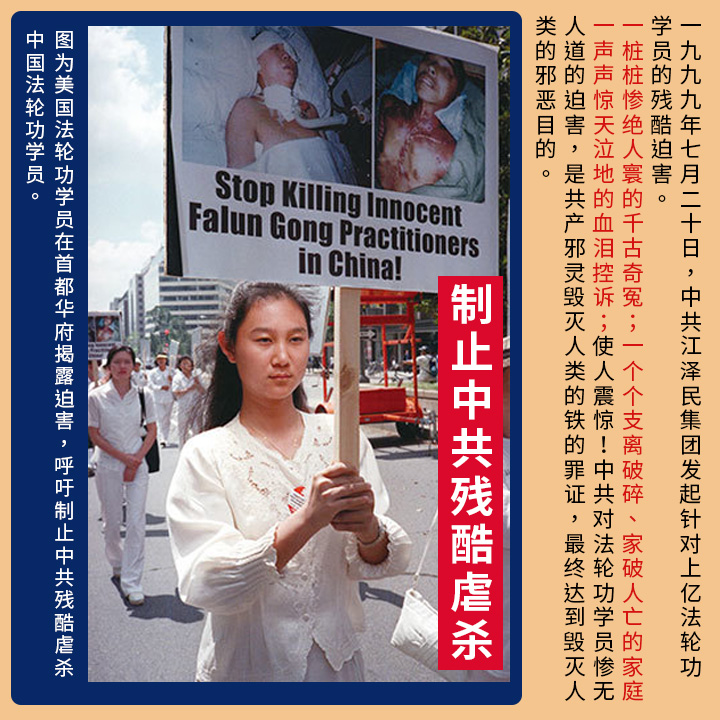 一九九九年七月二十日，中共江泽民集团发起针对上亿法轮功
学员的残酷迫害。
一桩桩惨绝人寰的千古奇冤；一个个支离破碎、家破人亡的家庭
一声声惊天泣地的血泪控诉；使人震惊！中共对法轮功学员惨无
人道的迫害，是共产邪灵毁灭人类的铁的罪证，最终达到毁灭人
类的邪恶目的。
Stop Killing Innocent
Falun Gong Practitioners
in China!
制止中共残酷虐杀
图为美国法轮功学员在首都华府揭露迫害，呼吁制止中共残酷虐杀
中国法轮功学员。